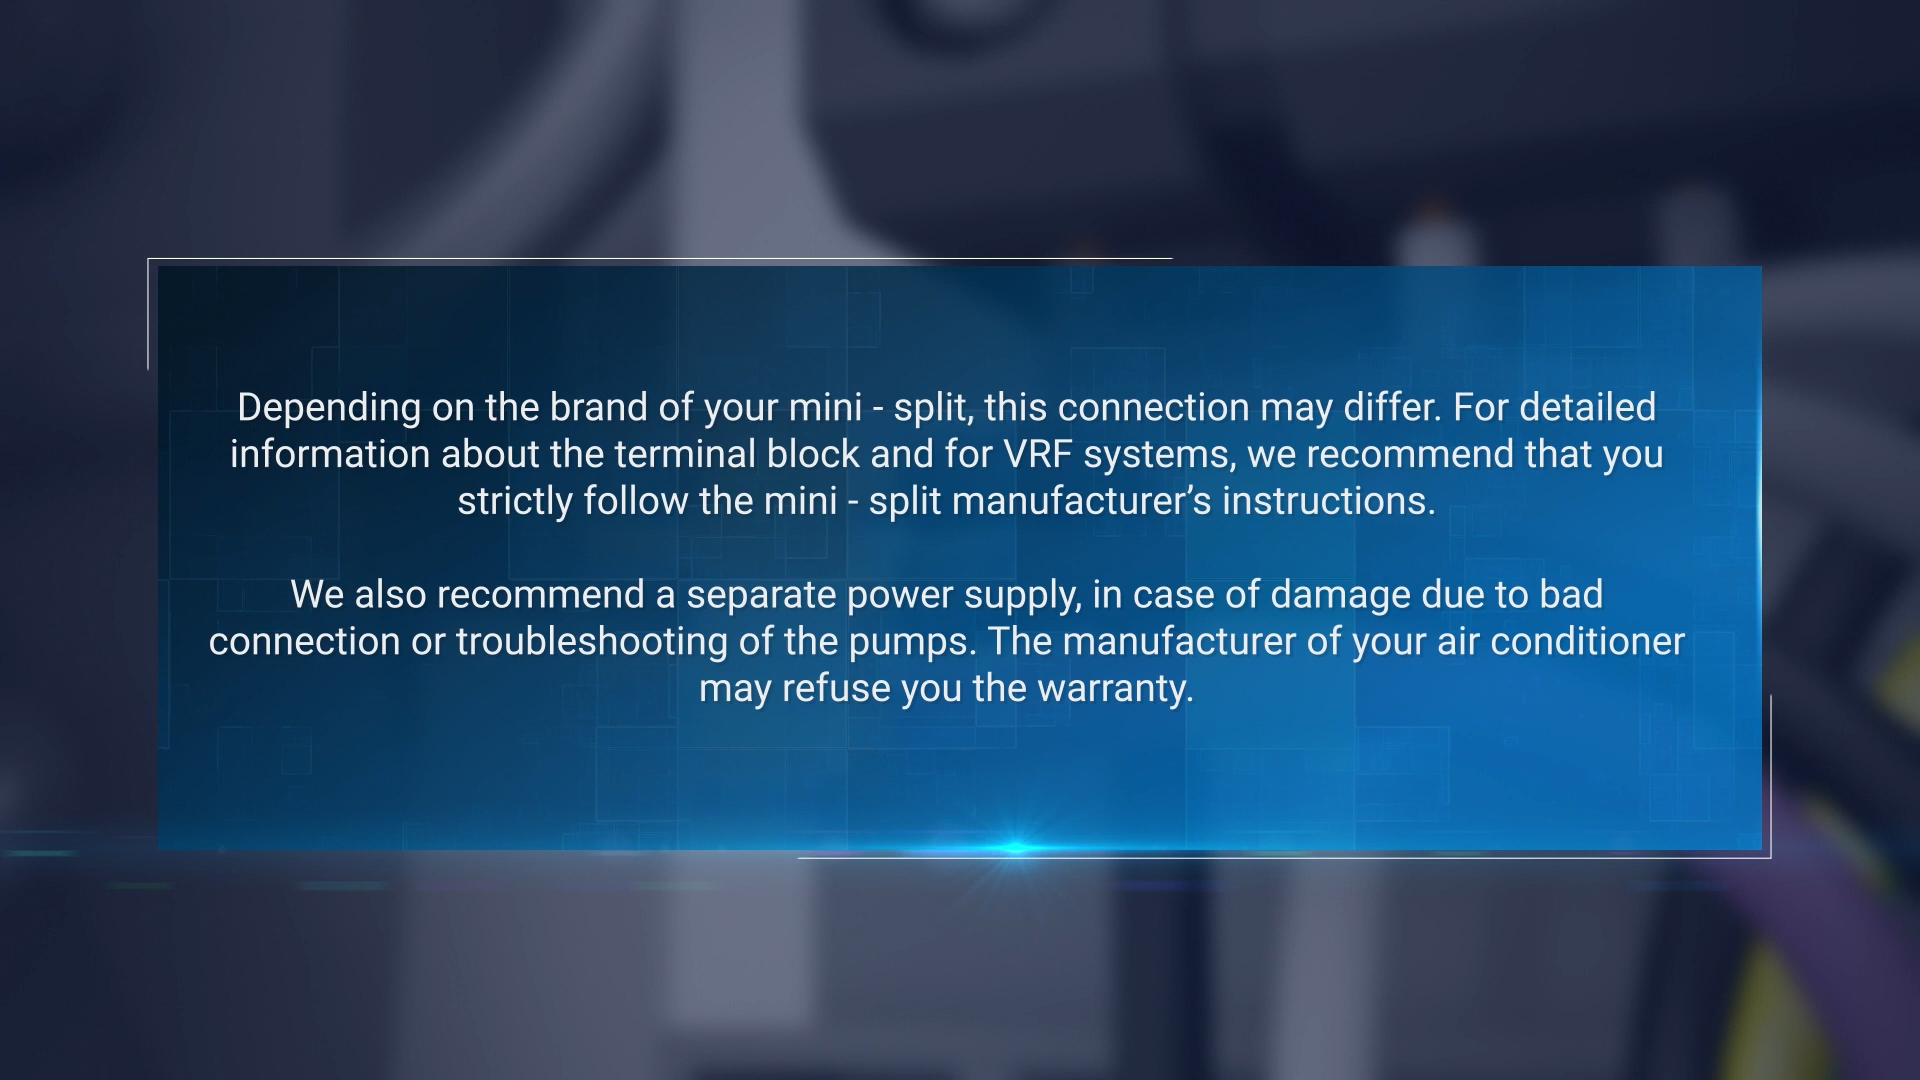 Depending on the brand of your mini - split, this connection may differ. For detailed
information about the terminal block and for VRF systems, we recommend that you
strictly follow the mini - split manufacturer’s instructions.
We also recommend a separate power supply, in case of damage due to bad
connection or troubleshooting of the pumps. The manufacturer of your air conditioner
may refuse you the warranty.